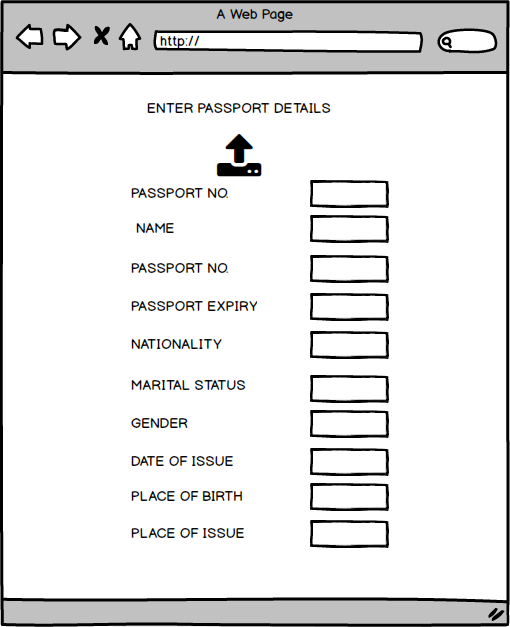 A Web Page
http://
ENTER PASSPORT DETAILS
PASSPORT NO.
NAME
PASSPORT NO.
PASSPORT EXPIRY
NATIONALITY
MARITAL STATUS
GENDER
DATE OF ISSUE
PLACE OF BIRTH
PLACE OF ISSUE